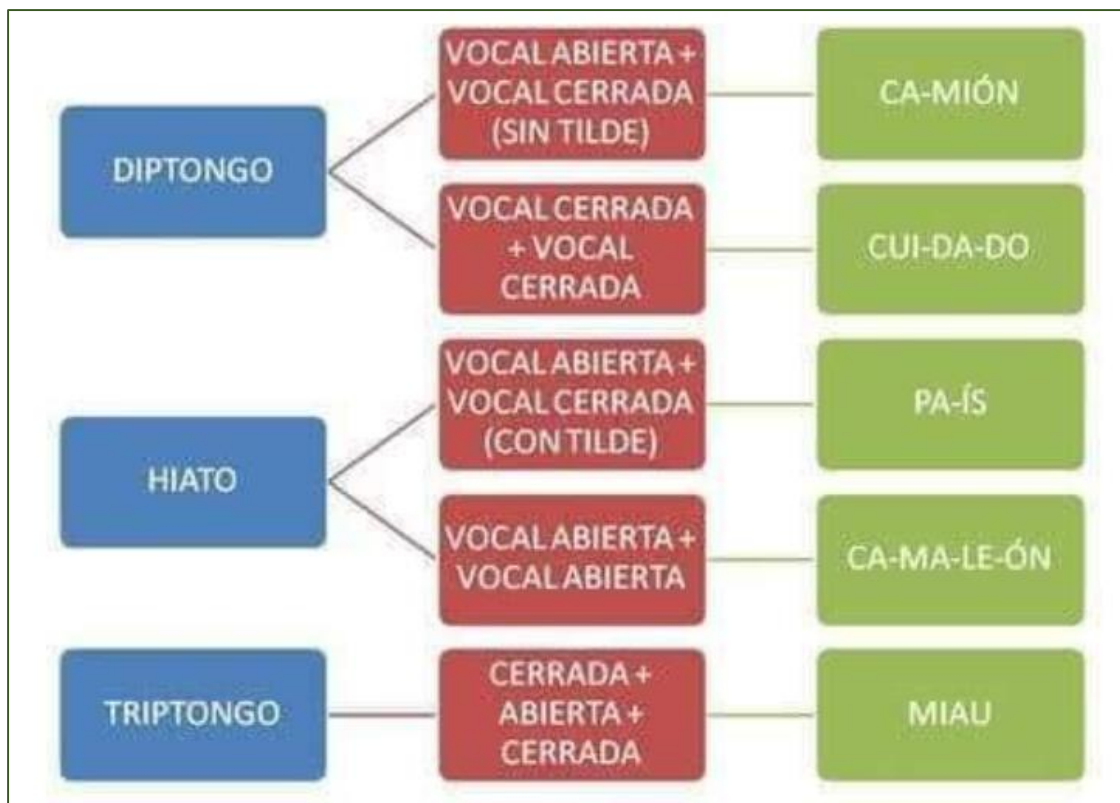 DIPTONGO
VOCAL ABIERTA +
VOCAL CERRADA
(SIN TILDE)
CA-MIÓN
VOCAL CERRADA
+ VOCAL
CERRADA
CUI-DA-DO
HIATO
VOCAL ABIERTA +
VOCAL CERRADA
(CON TILDE)
PA-ÍS
VOCAL ABIERTA +
VOCAL ABIERTA
CA-MA-LE-ÓN
TRIPTONGO
CERRADA +
ABIERTA +
CERRADA
MIAU